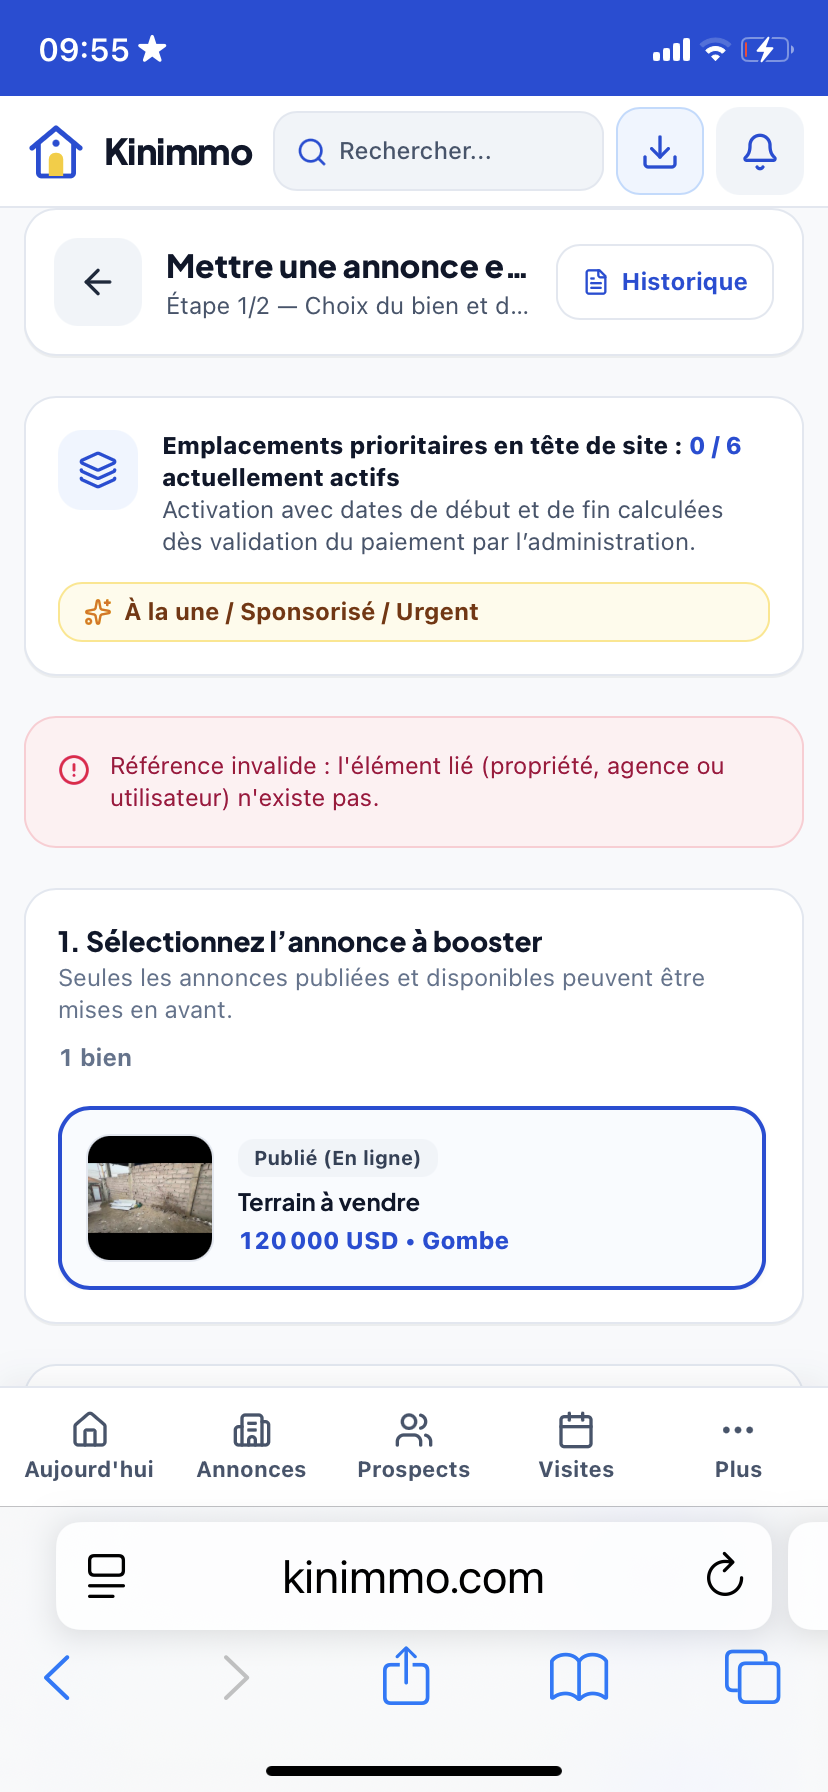 09:55
Kinimmo
Rechercher...
Mettre une annonce e...
Étape 1/2 — Choix du bien et d...
Historique
Emplacements prioritaires en tête de site : 0 / 6
actuellement actifs
Activation avec dates de début et de fin calculées
dès validation du paiement par l’administration.
À la une / Sponsorisé / Urgent
Référence invalide : l'élément lié (propriété, agence ou
utilisateur) n'existe pas.
1. Sélectionnez l’annonce à booster
Seules les annonces publiées et disponibles peuvent être
mises en avant.
1 bien
Publié (En ligne)
Terrain à vendre
120 000 USD • Gombe
Aujourd'hui
Annonces
Prospects
Visites
Plus
kinimmo.com